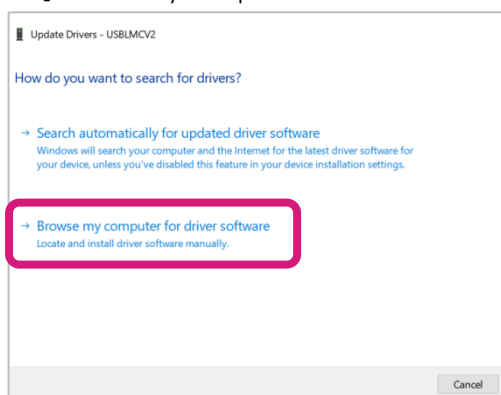 Update Drivers - USBLMCV2
How do you want to search for drivers?
→ Search automatically for updated driver software
Windows will search your computer and the Internet for the latest driver software for
your device, unless you've disabled this feature in your device installation settings.
→ Browse my computer for driver software
Locate and install driver software manually.
Cancel